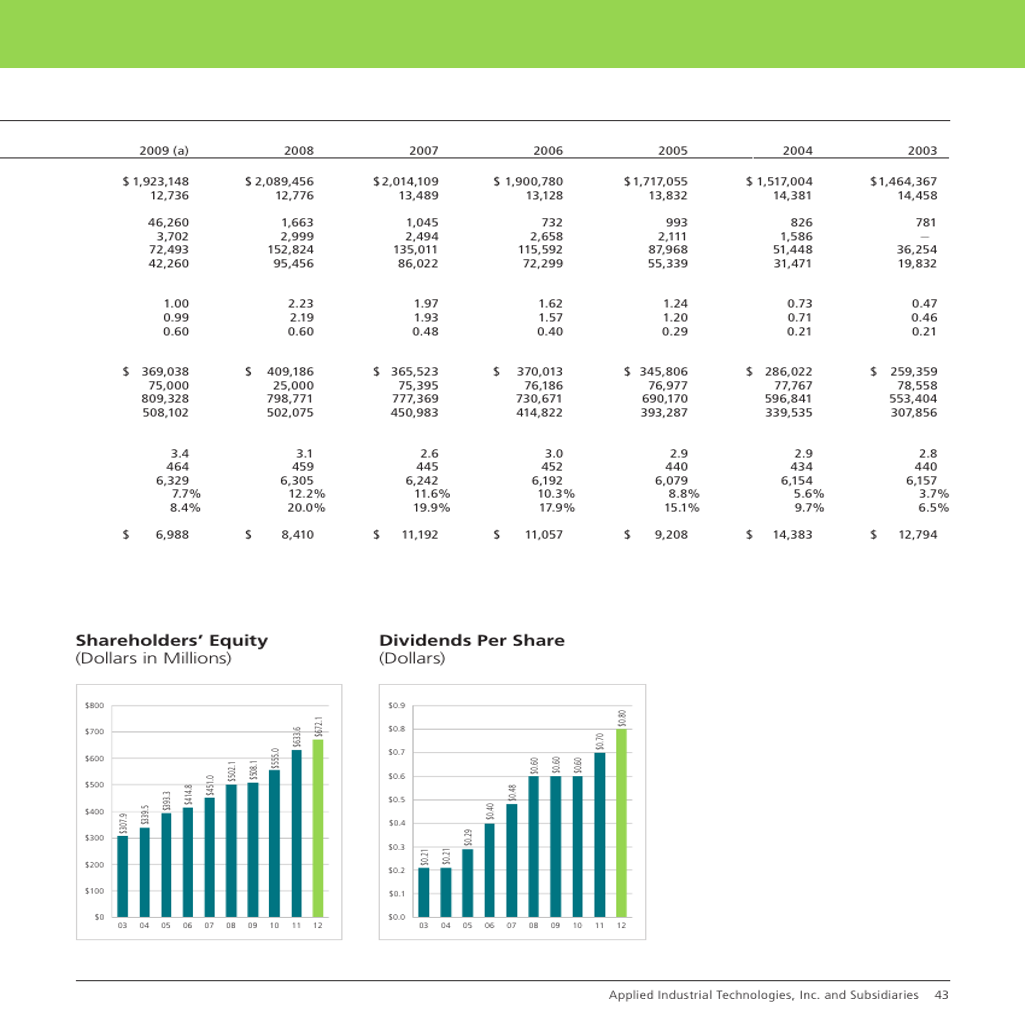 2009 (a) 2008 2007 2006 2005 2004 2003
$ 1,923,148 $ 2,089,456 $ 2,014,109 $ 1,900,780 $ 1,717,055 $ 1,517,004 $ 1,464,367
12,736 12,776 13,489 13,128 13,832 14,381 14,458
46,260 1,663 1,045 732 993 826 781
3,702 2,999 2,494 2,658 2,111 1,586 —
72,493 152,824 135,011 115,592 87,968 51,448 36,254
42,260 95,456 86,022 72,299 55,339 31,471 19,832
1.00 2.23 1.97 1.62 1.24 0.73 0.47
0.99 2.19 1.93 1.57 1.20 0.71 0.46
0.60 0.60 0.48 0.40 0.29 0.21 0.21
$ 369,038 $ 409,186 $ 365,523 $ 370,013 $ 345,806 $ 286,022 $ 259,359
75,000 25,000 75,395 76,186 76,977 77,767 78,558
809,328 798,771 777,369 730,671 690,170 596,841 553,404
508,102 502,075 450,983 414,822 393,287 339,535 307,856
3.4 3.1 2.6 3.0 2.9 2.9 2.8
464 459 445 452 440 434 440
6,329 6,305 6,242 6,192 6,079 6,154 6,157
7.7% 12.2% 11.6% 10.3% 8.8% 5.6% 3.7%
8.4% 20.0% 19.9% 17.9% 15.1% 9.7% 6.5%
$ 6,988 $ 8,410 $ 11,192 $ 11,057 $ 9,208 $ 14,383 $ 12,794
Shareholders' Equity
(Dollars in Millions)
$800
$700
$600
$500
$400
$300
$200
$100
$0
$307.9 $339.5 $393.3 $414.8 $451.0 $502.1 $508.1 $555.0 $633.6 $672.1
03 04 05 06 07 08 09 10 11 12
Dividends Per Share
(Dollars)
$0.9
$0.8
$0.7
$0.6
$0.5
$0.4
$0.3
$0.2
$0.1
$0.0
$0.21 $0.21 $0.29 $0.40 $0.48 $0.60 $0.60 $0.60 $0.70 $0.80
03 04 05 06 07 08 09 10 11 12
Applied Industrial Technologies, Inc. and Subsidiaries 43